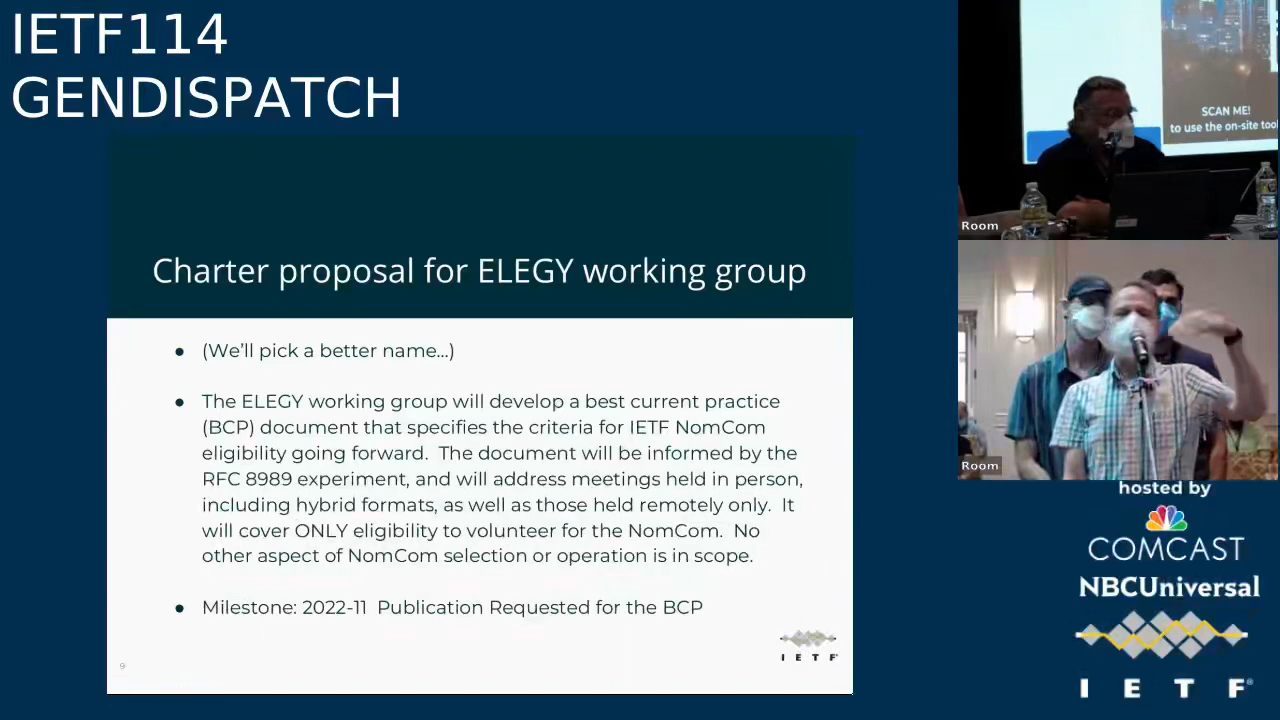 IETF114
GENDISPATCH
Charter proposal for ELEGY working group
(We'll pick a better name...)
The ELEGY working group will develop a best current practice
(BCP) document that specifies the criteria for IETF NomCom
eligibility going forward.  The document will be informed by the
RFC 8989 experiment, and will address meetings held in person,
including hybrid formats, as well as those held remotely only.  It
will cover ONLY eligibility to volunteer for the NomCom.  No
other aspect of NomCom selection or operation is in scope.
Milestone: 2022-11  Publication Requested for the BCP
I E T F
9
SCAN ME!
to use the on-site tool
Room
Room
hosted by
COMCAST
NBCUniversal
I E T F®